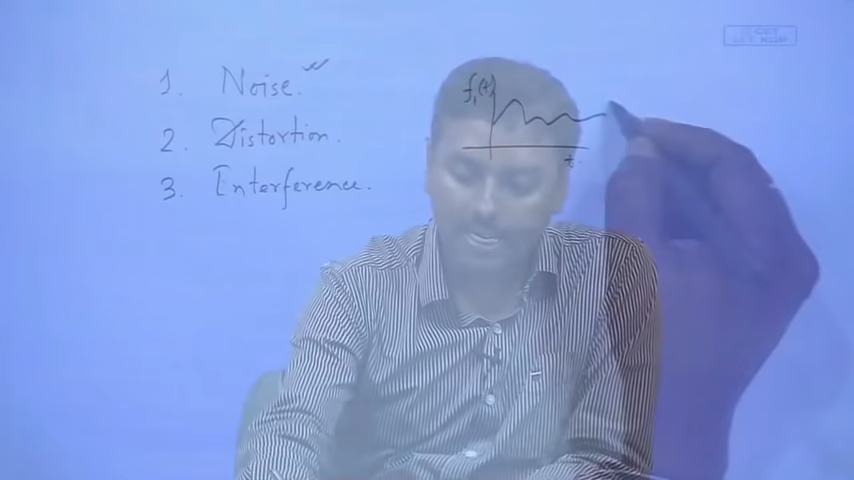 1. Noise.
2. Distortion.
3. Interference.
f₁(t)
t